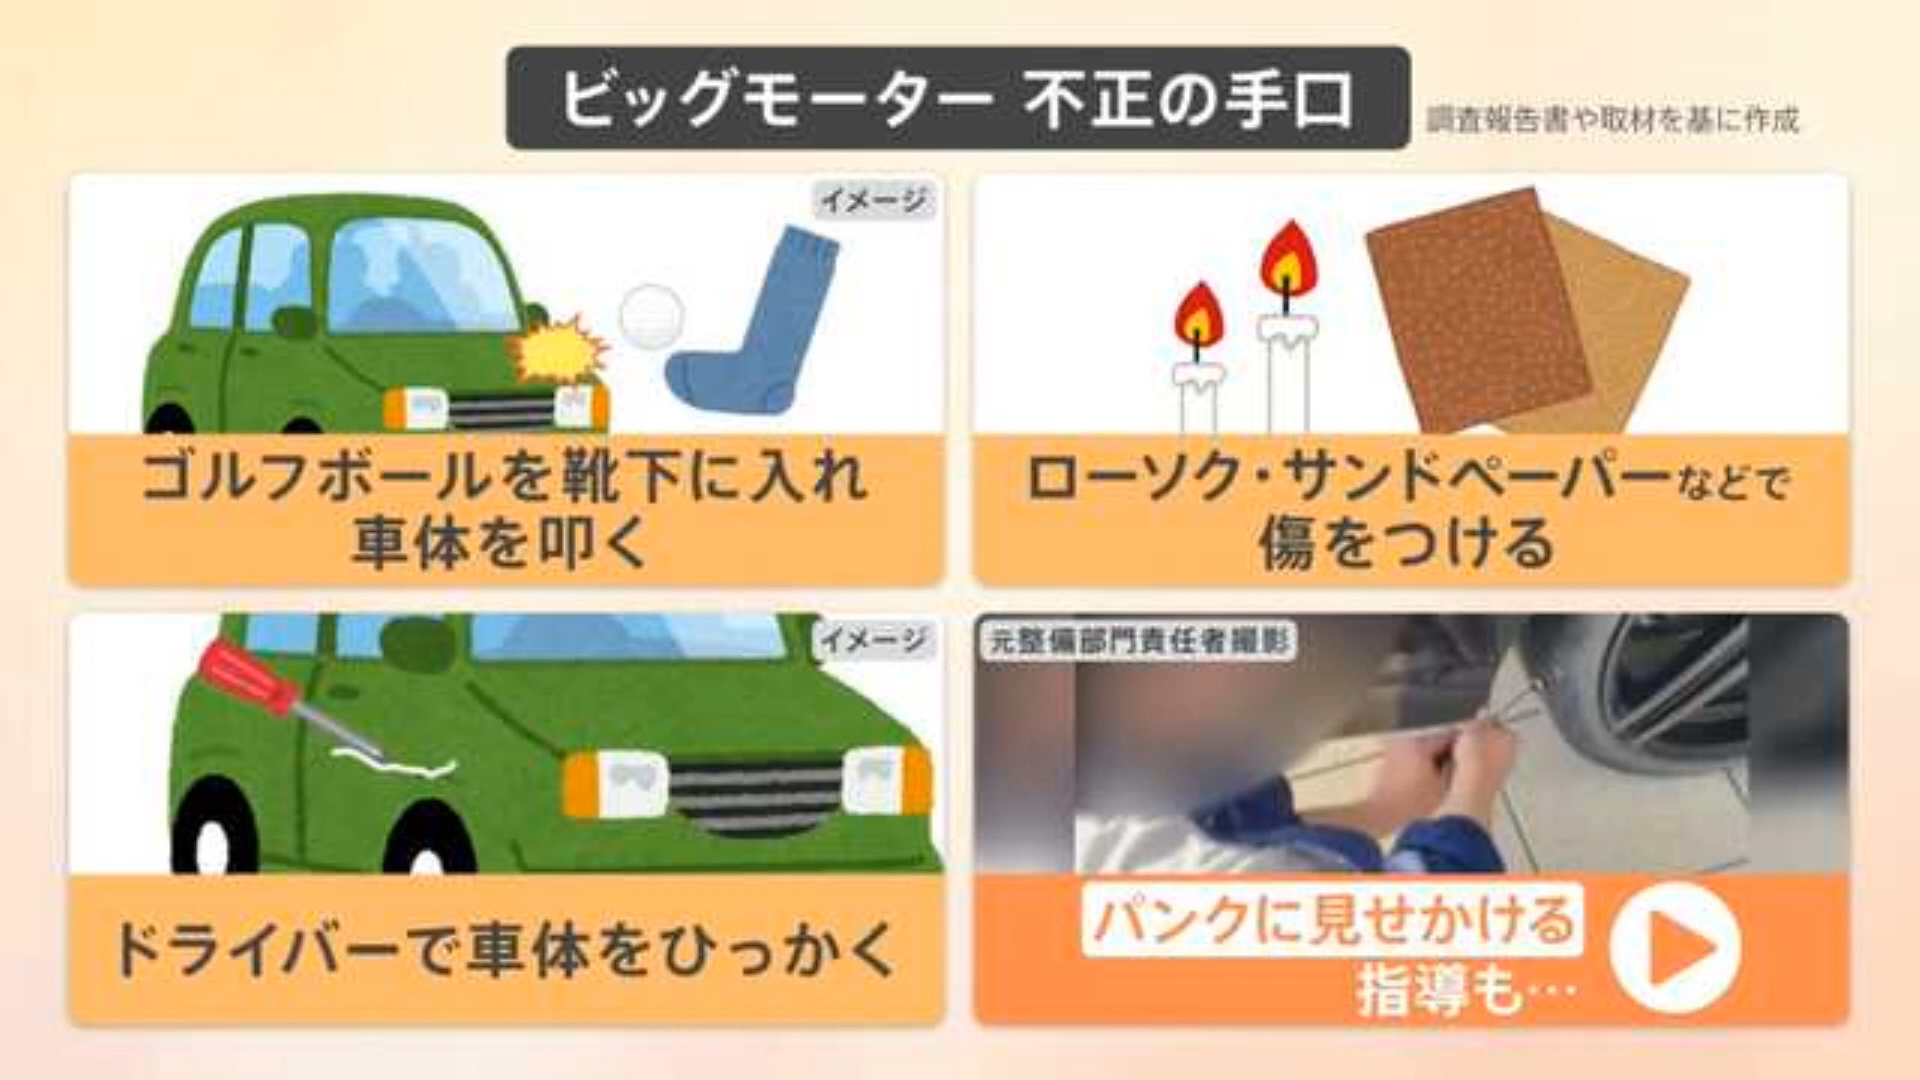 ビッグモーター 不正の手口
調査報告書や取材を基に作成
イメージ
ゴルフボールを靴下に入れ
車体を叩く
ローソク・サンドペーパーなどで
傷をつける
イメージ
ドライバーで車体をひっかく
元整備部門責任者撮影
パンクに見せかける
指導も…